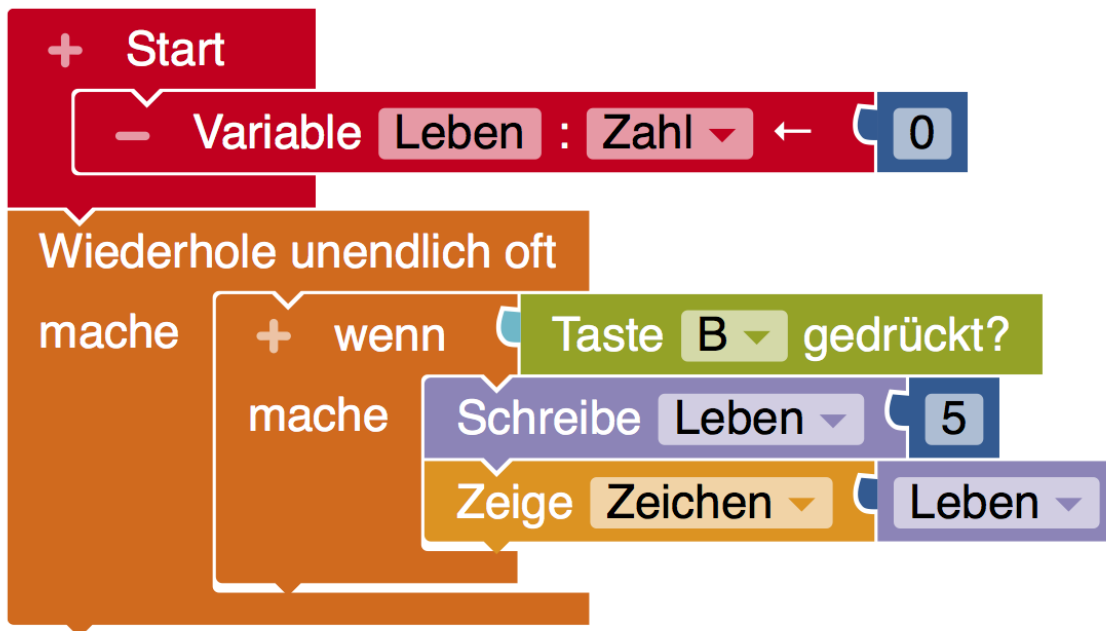 + Start
− Variable Leben : Zahl ← 0
Wiederhole unendlich oft
mache + wenn Taste B gedrückt?
mache Schreibe Leben 5
Zeige Zeichen Leben